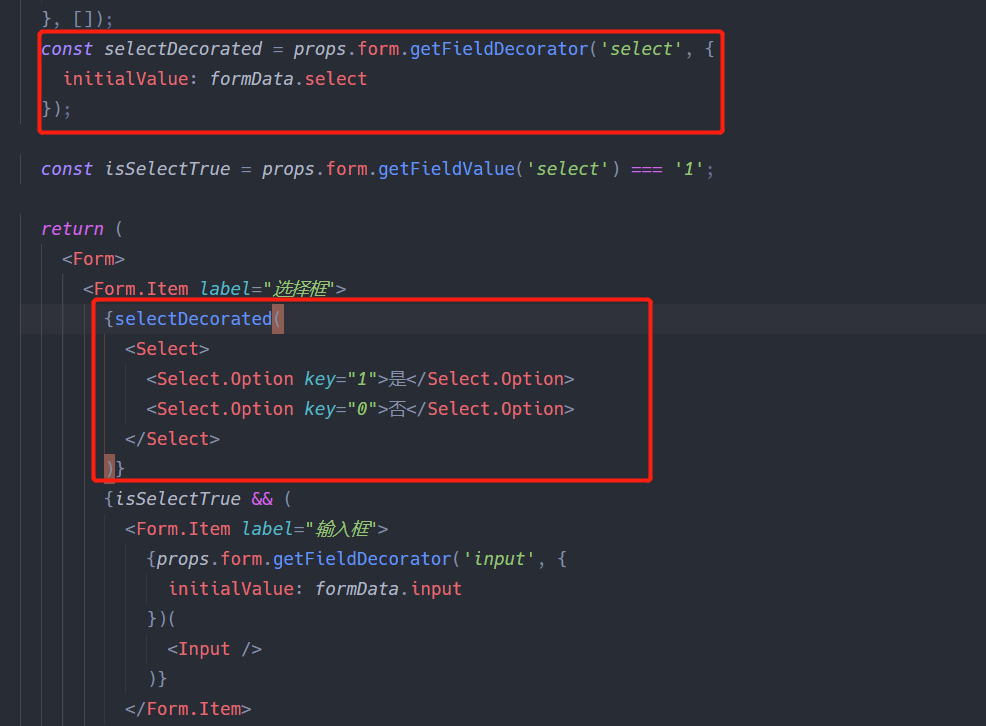 }, []);
const selectDecorated = props.form.getFieldDecorator('select', {
initialValue: formData.select
});
const isSelectTrue = props.form.getFieldValue('select') === '1';
return (
<Form>
<Form.Item label="选择框">
{selectDecorated(
<Select>
<Select.Option key="1">是</Select.Option>
<Select.Option key="0">否</Select.Option>
</Select>
)}
{isSelectTrue && (
<Form.Item label="输入框">
{props.form.getFieldDecorator('input', {
initialValue: formData.input
})(
<Input />
)}
</Form.Item>